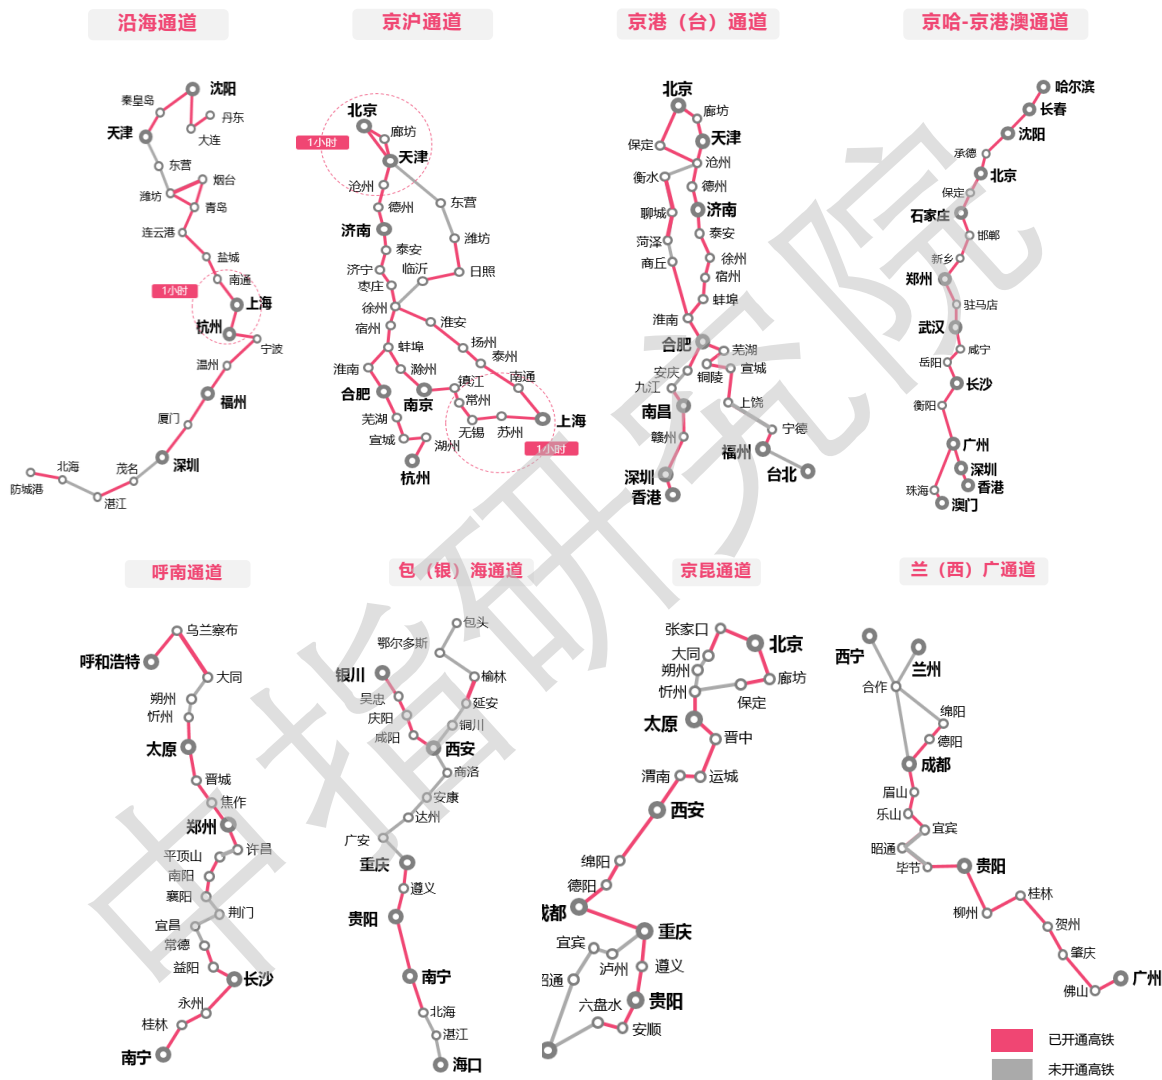 沿海通道
沈阳
秦皇岛
丹东
天津
大连
东营
烟台
潍坊
青岛
连云港
盐城
南通
1小时
上海
杭州
宁波
温州
福州
厦门
深圳
北海
茂名
防城港
湛江
京沪通道
北京
廊坊
1小时
天津
沧州
东营
德州
济南
潍坊
泰安
济宁
临沂
日照
枣庄
徐州
淮安
宿州
扬州
蚌埠
泰州
淮南
滁州
镇江
南通
合肥
南京
常州
芜湖
无锡
苏州
上海
宣城
湖州
1小时
杭州
京港（台）通道
北京
廊坊
保定
天津
沧州
衡水
德州
聊城
济南
菏泽
泰安
商丘
徐州
宿州
蚌埠
淮南
合肥
芜湖
安庆
铜陵
宣城
九江
南昌
上饶
赣州
宁德
福州
深圳
台北
香港
京哈-京港澳通道
哈尔滨
长春
沈阳
承德
北京
保定
石家庄
邯郸
新乡
郑州
驻马店
武汉
咸宁
岳阳
长沙
衡阳
广州
深圳
珠海
香港
澳门
呼南通道
乌兰察布
呼和浩特
大同
朔州
忻州
太原
晋城
焦作
郑州
许昌
平顶山
南阳
襄阳
荆门
宜昌
常德
益阳
长沙
永州
桂林
南宁
包（银）海通道
包头
鄂尔多斯
银川
榆林
吴忠
延安
庆阳
铜川
咸阳
西安
商洛
安康
达州
广安
重庆
遵义
贵阳
南宁
北海
湛江
海口
京昆通道
张家口
北京
大同
朔州
廊坊
忻州
保定
太原
晋中
渭南
运城
西安
绵阳
德阳
成都
重庆
宜宾
泸州
遵义
昭通
六盘水
贵阳
安顺
兰（西）广通道
西宁
兰州
合作
绵阳
德阳
成都
眉山
乐山
宜宾
昭通
毕节
贵阳
桂林
柳州
贺州
肇庆
佛山
广州
已开通高铁
未开通高铁
中指研究院